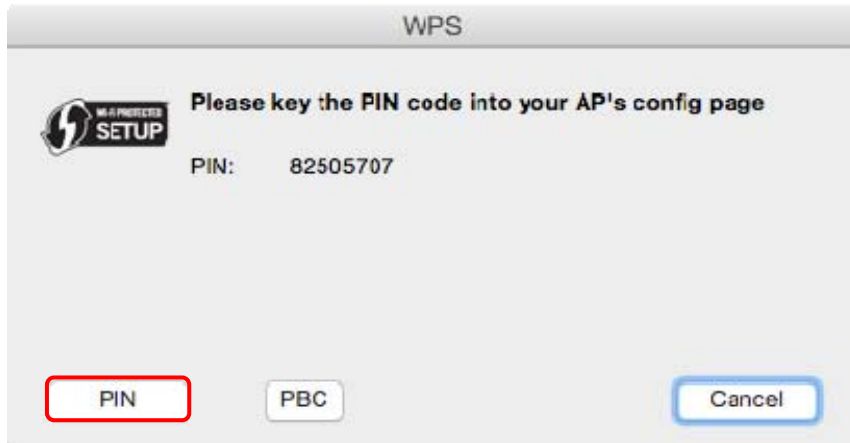 WPS
WI-FI PROTECTED
SETUP
Please key the PIN code into your AP's config page
PIN: 82505707
PIN PBC Cancel